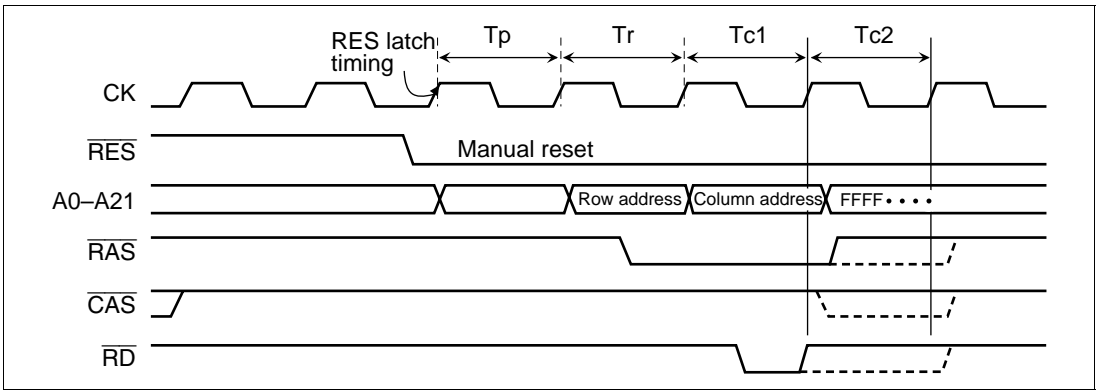 RES latch
timing
Tp
Tr
Tc1
Tc2
CK
RES
Manual reset
A0–A21
Row address
Column address
FFFF • • • •
RAS
CAS
RD